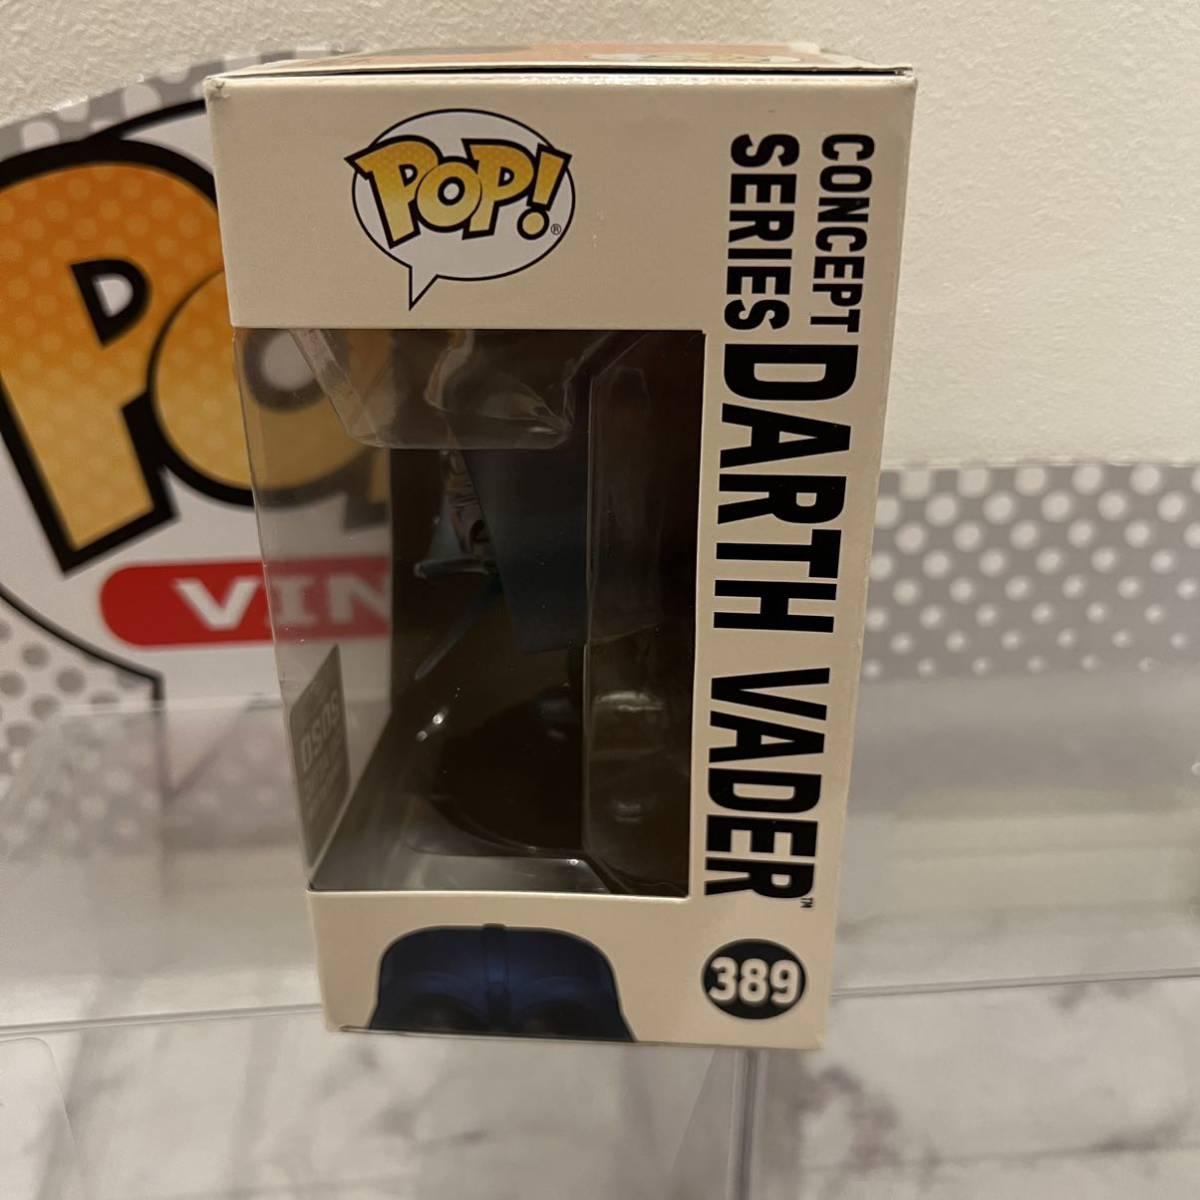 POP!®
CONCEPT
SERIES
DARTH VADER™
389
VIN